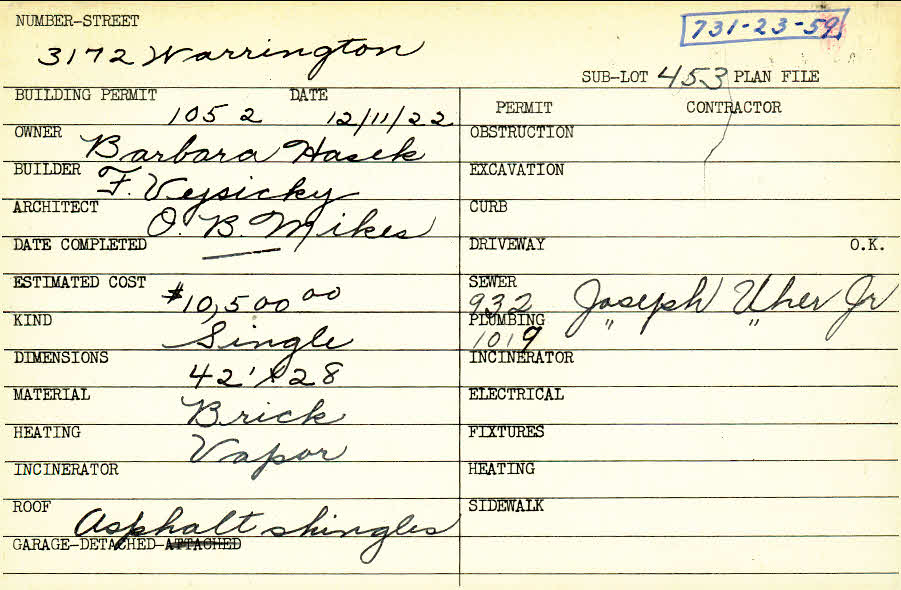 NUMBER-STREET
731-23-59
3172 Warrington
SUB-LOT 453 PLAN FILE
BUILDING PERMIT 1052 DATE 12/11/22
PERMIT CONTRACTOR
OWNER Barbara Hasek
OBSTRUCTION
BUILDER F. Vejsicky
EXCAVATION
ARCHITECT O. B. Mikes
CURB
DATE COMPLETED —
DRIVEWAY O.K.
ESTIMATED COST $10,500 00
SEWER 932 Joseph Uher Jr
KIND Single
PLUMBING 1019 " "
DIMENSIONS 42' x 28
INCINERATOR
MATERIAL Brick
ELECTRICAL
HEATING Vapor
FIXTURES
INCINERATOR
HEATING
ROOF Asphalt shingles
SIDEWALK
GARAGE-DETACHED-ATTACHED